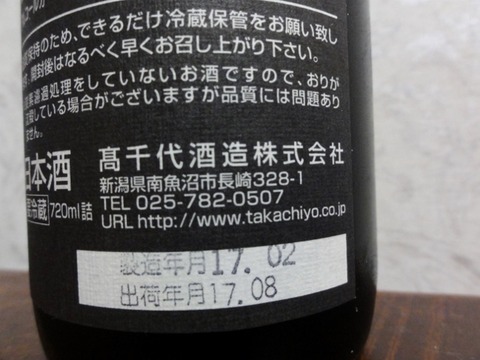 保持のため、できるだけ冷蔵保管をお願い致し
開封後はなるべく早くお召し上がり下さい。
過処理をしていないお酒ですので、おりが
している場合がございますが品質には問題あり
せん。
日本酒
髙千代酒造株式会社
新潟県南魚沼市長崎328-1
冷蔵 720ml詰
TEL 025-782-0507
URL http://www.takachiyo.co.jp
製造年月17.02
出荷年月17.08